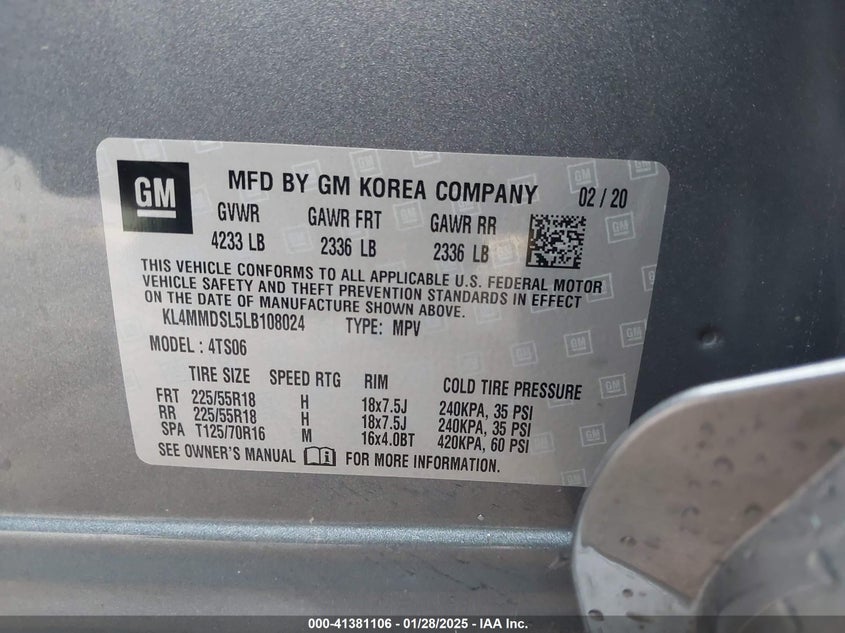 GM MFD BY GM KOREA COMPANY 02 / 20
GVWR GAWR FRT GAWR RR
4233 LB 2336 LB 2336 LB
THIS VEHICLE CONFORMS TO ALL APPLICABLE U.S. FEDERAL MOTOR
VEHICLE SAFETY AND THEFT PREVENTION STANDARDS IN EFFECT
ON THE DATE OF MANUFACTURE SHOWN ABOVE.
KL4MMDSL5LB108024 TYPE: MPV
MODEL : 4TS06
TIRE SIZE SPEED RTG RIM COLD TIRE PRESSURE
FRT 225/55R18 H 18x7.5J 240KPA, 35 PSI
RR 225/55R18 H 18x7.5J 240KPA, 35 PSI
SPA T125/70R16 M 16x4.0BT 420KPA, 60 PSI
SEE OWNER'S MANUAL FOR MORE INFORMATION.
000-41381106 | 01/28/2025 | IAA Inc.